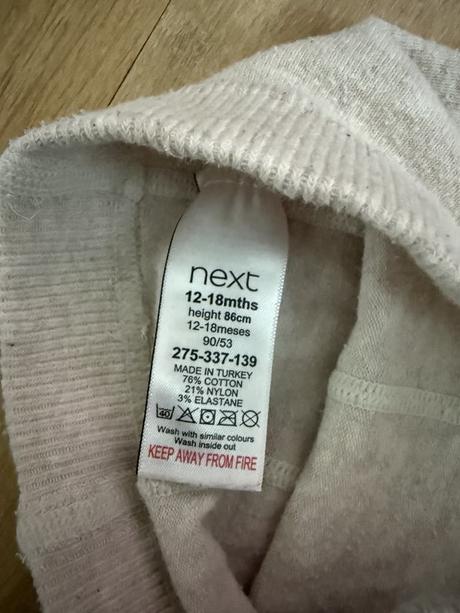 next
12-18mths
height 86cm
12-18meses
90/53
275-337-139
MADE IN TURKEY
76% COTTON
21% NYLON
3% ELASTANE
40
Wash with similar colours
Wash inside out
KEEP AWAY FROM FIRE